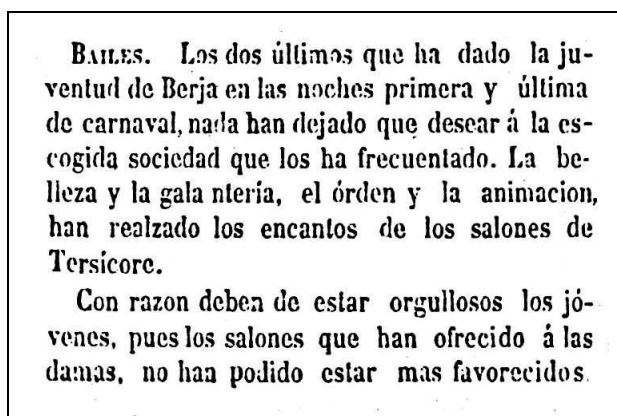 BAILES. Los dos últimos que ha dado la ju-
ventud de Berja en las noches primera y última
de carnaval, nada han dejado que desear á la es-
cogida sociedad que los ha frecuentado. La be-
lleza y la gala ntería, el órden y la animacion,
han realzado los encantos de los salones de
Tersícore.
Con razon deben de estar orgullosos los jó-
venes, pues los salones que han ofrecido á las
damas, no han podido estar mas favorecidos.